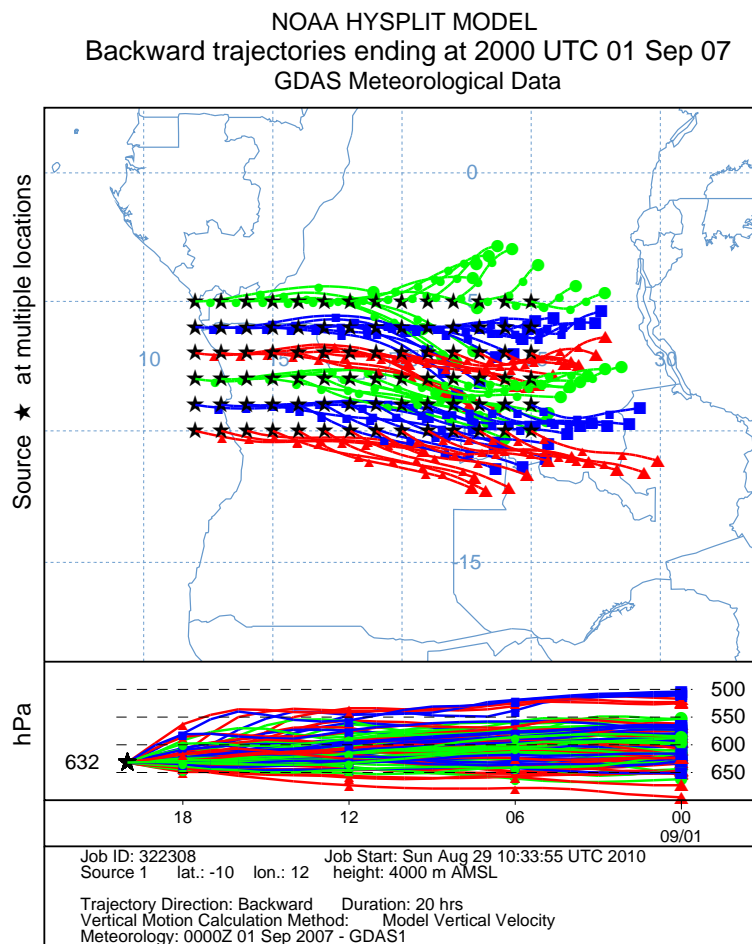 NOAA HYSPLIT MODEL
Backward trajectories ending at 2000 UTC 01 Sep 07
GDAS Meteorological Data
Source ★ at multiple locations
0
10
30
-15
hPa
500
550
600
632
650
18
12
06
00
09/01
Job ID: 322308 Job Start: Sun Aug 29 10:33:55 UTC 2010
Source 1 lat.: -10 lon.: 12 height: 4000 m AMSL
Trajectory Direction: Backward Duration: 20 hrs
Vertical Motion Calculation Method: Model Vertical Velocity
Meteorology: 0000Z 01 Sep 2007 - GDAS1